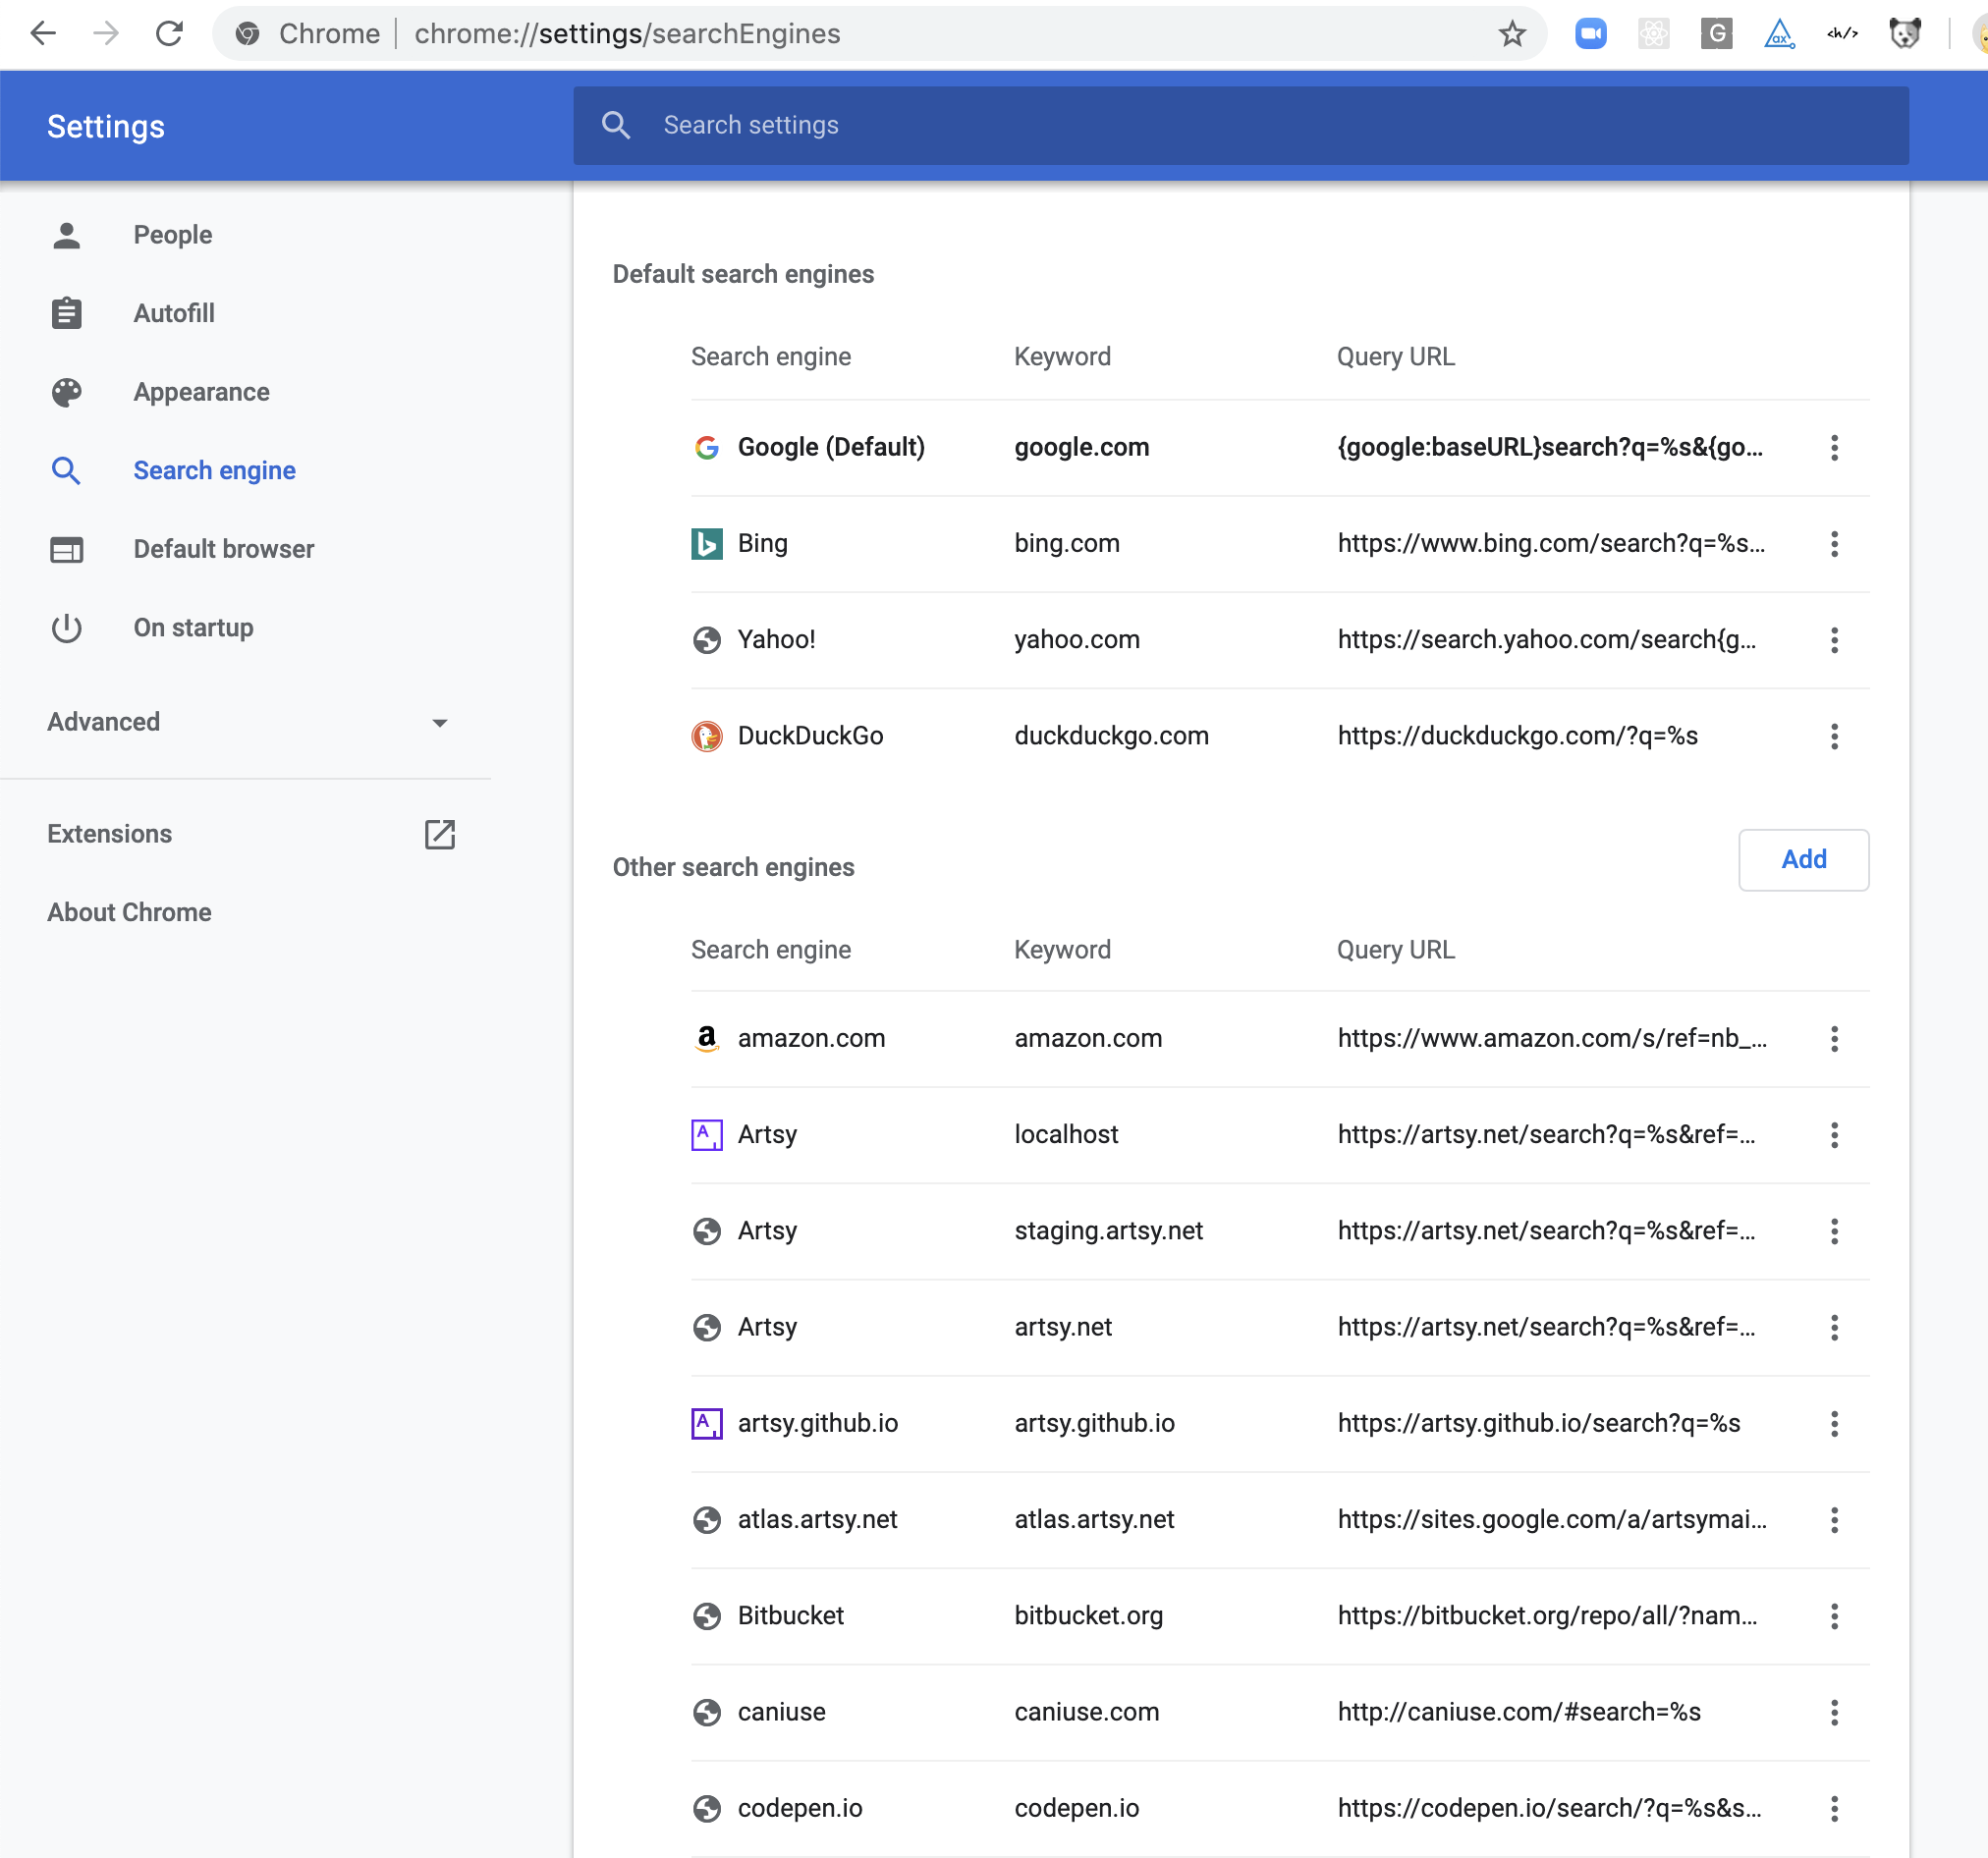 Chrome | chrome://settings/searchEngines
G ax <h/>
Settings
Search settings
People
Autofill
Appearance
Search engine
Default browser
On startup
Advanced
Extensions
About Chrome
Default search engines
Search engine Keyword Query URL
Google (Default) google.com {google:baseURL}search?q=%s&{go...
Bing bing.com https://www.bing.com/search?q=%s...
Yahoo! yahoo.com https://search.yahoo.com/search{g...
DuckDuckGo duckduckgo.com https://duckduckgo.com/?q=%s
Other search engines
Add
Search engine Keyword Query URL
a amazon.com amazon.com https://www.amazon.com/s/ref=nb_...
A Artsy localhost https://artsy.net/search?q=%s&ref=...
Artsy staging.artsy.net https://artsy.net/search?q=%s&ref=...
Artsy artsy.net https://artsy.net/search?q=%s&ref=...
A artsy.github.io artsy.github.io https://artsy.github.io/search?q=%s
atlas.artsy.net atlas.artsy.net https://sites.google.com/a/artsymai...
Bitbucket bitbucket.org https://bitbucket.org/repo/all/?nam...
caniuse caniuse.com http://caniuse.com/#search=%s
codepen.io codepen.io https://codepen.io/search/?q=%s&s...